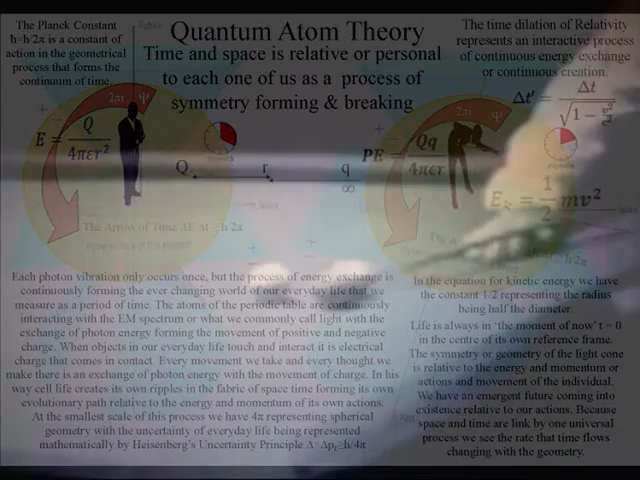 The Planck Constant
h=h/2π is a constant of
action in the geometrical
process that forms the
continuum of time.
Future
Quantum Atom Theory
Time and space is relative or personal
to each one of us as a process of
symmetry forming & breaking
The time dilation of Relativity
represents an interactive process
of continuous energy exchange
or continuous creation.
Δt' = Δt / √1 − v²/c²
2πi Ψ
E = Q / 4πεr²
Q r q
∞
PE = Qq / 4πεr
2πi Ψ
Eₖ = 1/2 mv²
Space
The Arrow of Time ΔE Δt ≥ h/2π
Each photon vibration only occurs once, but the process of energy exchange is
continuously forming the ever changing world of our everyday life that we
measure as a period of time. The atoms of the periodic table are continuously
interacting with the EM spectrum or what we commonly call light with the
exchange of photon energy forming the movement of positive and negative
charge. When objects in our everyday life touch and interact it is electrical
charge that comes in contact. Every movement we take and every thought we
make there is an exchange of photon energy with the movement of charge. In his
way cell life creates its own ripples in the fabric of space time forming its own
evolutionary path relative to the energy and momentum of its own actions.
At the smallest scale of this process we have 4π representing spherical
geometry with the uncertainty of everyday life being represented
mathematically by Heisenberg's Uncertainty Principle Δ×Δpₓ≥h/4π
In the equation for kinetic energy we have
the constant 1/2 representing the radius
being half the diameter.
Life is always in 'the moment of now' t = 0
in the centre of its own reference frame.
The symmetry or geometry of the light cone
is relative to the energy and momentum or
actions and movement of the individual.
We have an emergent future coming into
existence relative to our actions. Because
space and time are link by one universal
process we see the rate that time flows
changing with the geometry.